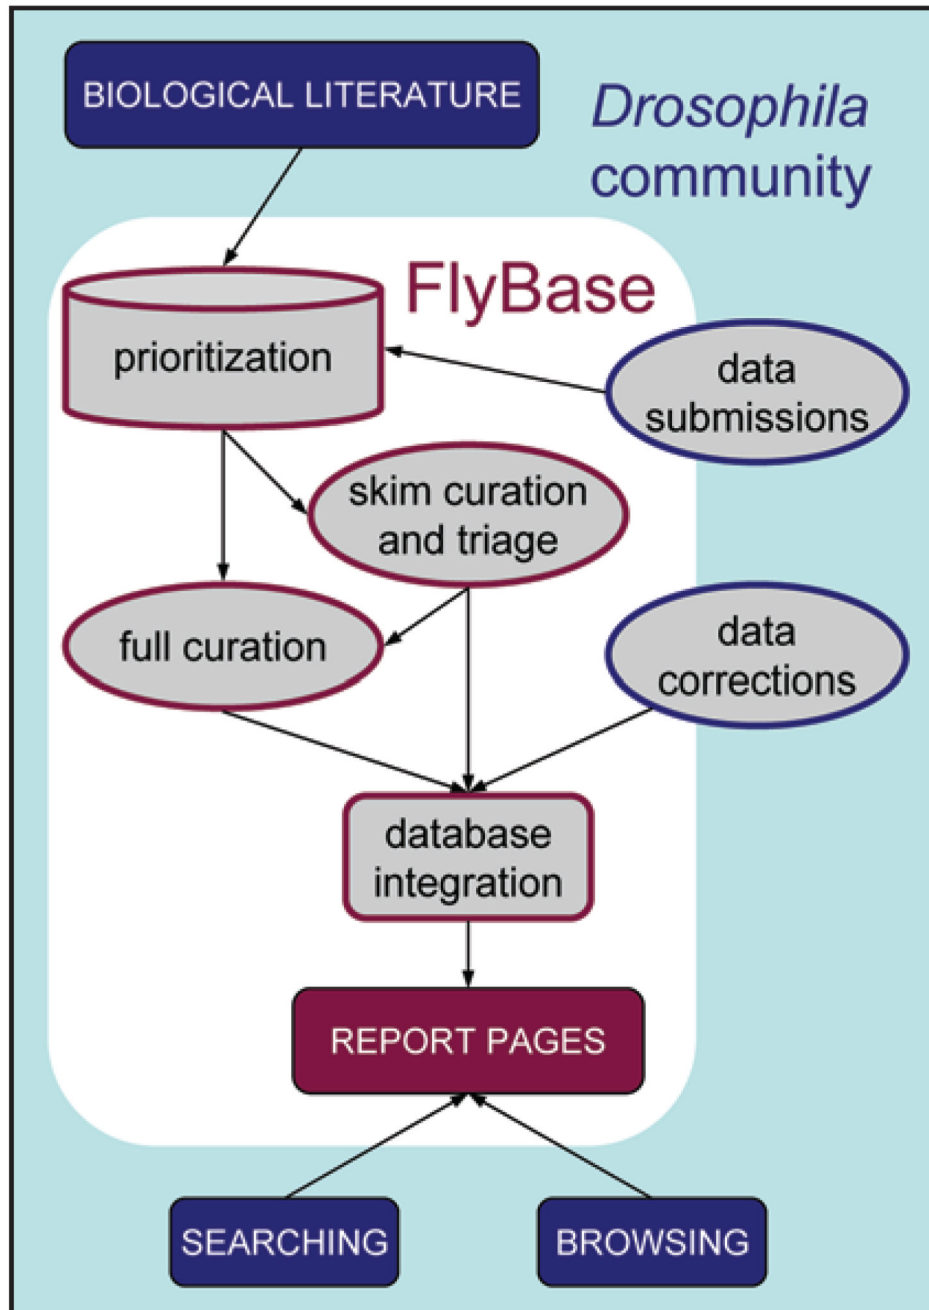 BIOLOGICAL LITERATURE
Drosophila
community
FlyBase
prioritization
data
submissions
skim curation
and triage
full curation
data
corrections
database
integration
REPORT PAGES
SEARCHING
BROWSING